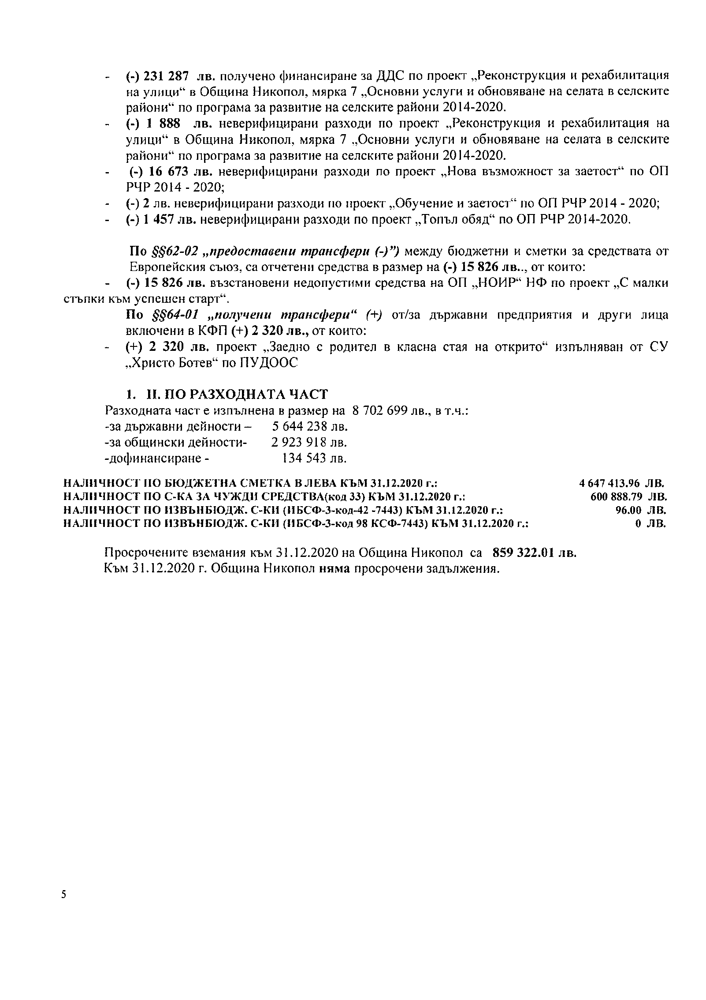 - (-) 231 287 лв. получено финансиране за ДДС по проект „Реконструкция и рехабилитация
на улици“ в Община Никопол, мярка 7 „Основни услуги и обновяване на селата в селските
райони“ по програма за развитие на селските райони 2014-2020.
- (-) 1 888 лв. неверифицирани разходи по проект „Реконструкция и рехабилитация на
улици“ в Община Никопол, мярка 7 „Основни услуги и обновяване на селата в селските
райони“ по програма за развитие на селските райони 2014-2020.
- (-) 16 673 лв. неверифицирани разходи по проект „Нова възможност за заетост“ по ОП
РЧР 2014 - 2020;
- (-) 2 лв. неверифицирани разходи по проект „Обучение и заетост“ по ОП РЧР 2014 - 2020;
- (-) 1 457 лв. неверифицирани разходи по проект „Топъл обяд“ по ОП РЧР 2014-2020.
По §§62-02 „предоставени трансфери (-)”) между бюджетни и сметки за средствата от
Европейския съюз, са отчетени средства в размер на (-) 15 826 лв.., от които:
- (-) 15 826 лв. възстановени недопустими средства на ОП „НОИР“ НФ по проект „С малки
стъпки към успешен старт“.
По §§64-01 „получени трансфери“ (+) от/за държавни предприятия и други лица
включени в КФП (+) 2 320 лв., от които:
- (+) 2 320 лв. проект „Заедно с родител в класна стая на открито“ изпълняван от СУ
„Христо Ботев“ по ПУДООС
1. II. ПО РАЗХОДНАТА ЧАСТ
Разходната част е изпълнена в размер на 8 702 699 лв., в т.ч.:
-за държавни дейности – 5 644 238 лв.
-за общински дейности- 2 923 918 лв.
-дофинансиране - 134 543 лв.
НАЛИЧНОСТ ПО БЮДЖЕТНА СМЕТКА В ЛЕВА КЪМ 31.12.2020 г.: 4 647 413.96 ЛВ.
НАЛИЧНОСТ ПО С-КА ЗА ЧУЖДИ СРЕДСТВА(код 33) КЪМ 31.12.2020 г.: 600 888.79 ЛВ.
НАЛИЧНОСТ ПО ИЗВЪНБЮДЖ. С-КИ (ИБСФ-3-код-42 -7443) КЪМ 31.12.2020 г.: 96.00 ЛВ.
НАЛИЧНОСТ ПО ИЗВЪНБЮДЖ. С-КИ (ИБСФ-3-код 98 КСФ-7443) КЪМ 31.12.2020 г.: 0 ЛВ.
Просрочените вземания към 31.12.2020 на Община Никопол са 859 322.01 лв.
Към 31.12.2020 г. Община Никопол няма просрочени задължения.
5